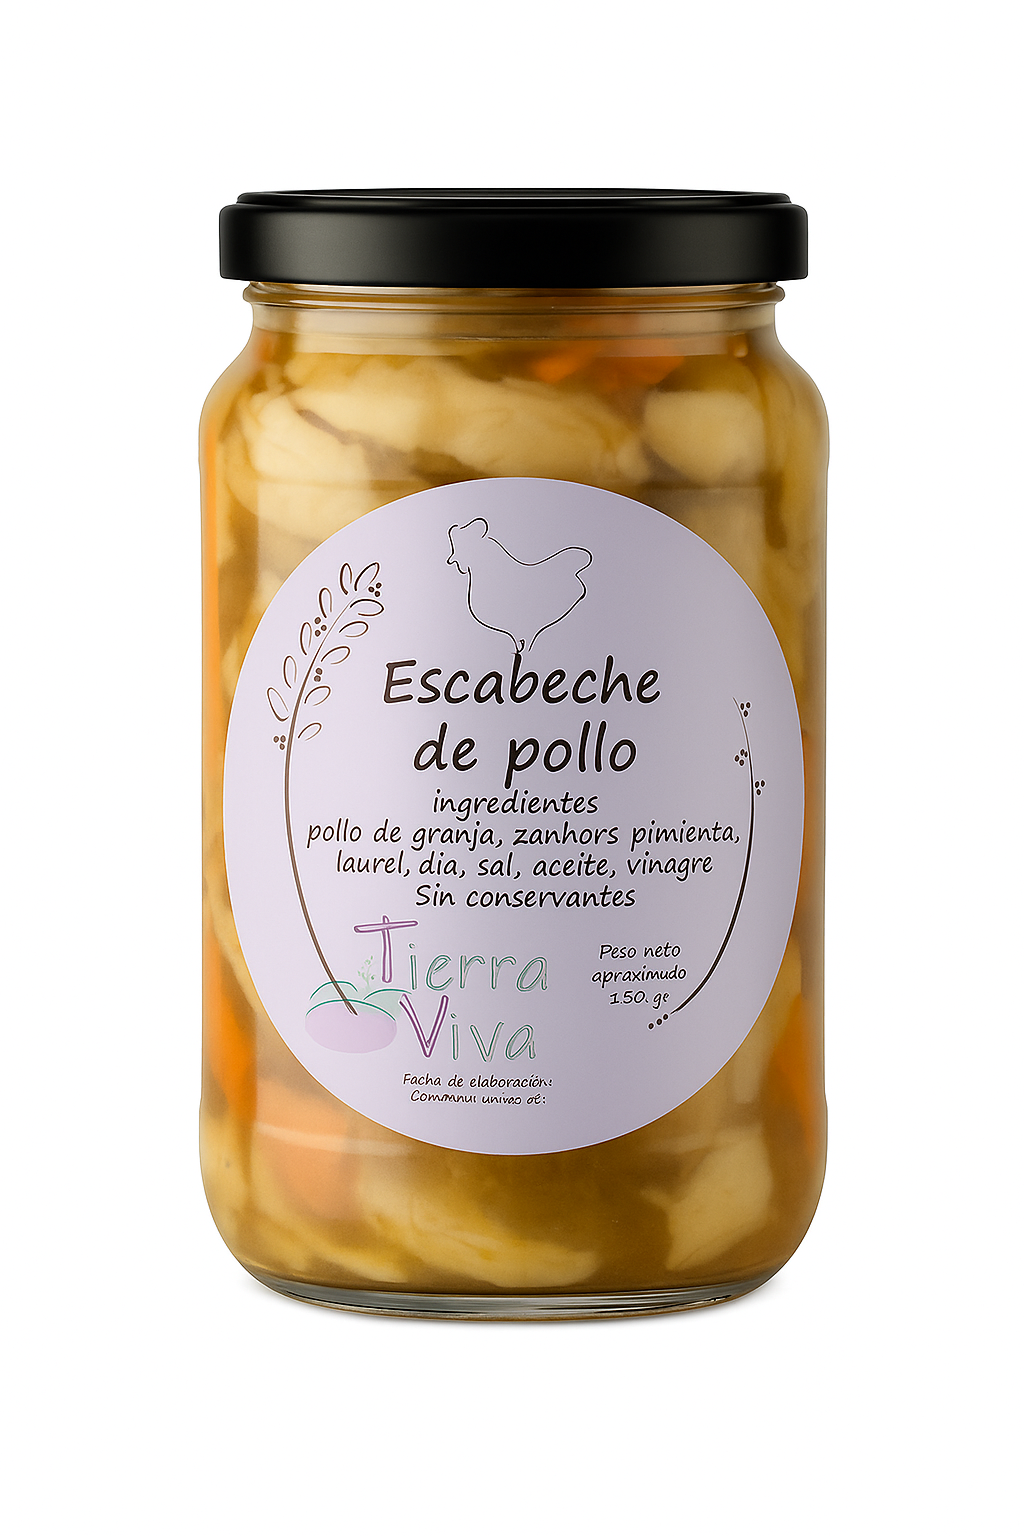 Escabeche
de pollo
ingredientes
pollo de granja, zanhors pimienta,
laurel, dia, sal, aceite, vinagre
Sin conservantes
Tierra
Viva
Peso neto
apraximudo
150. gr
Facha de elaboración: